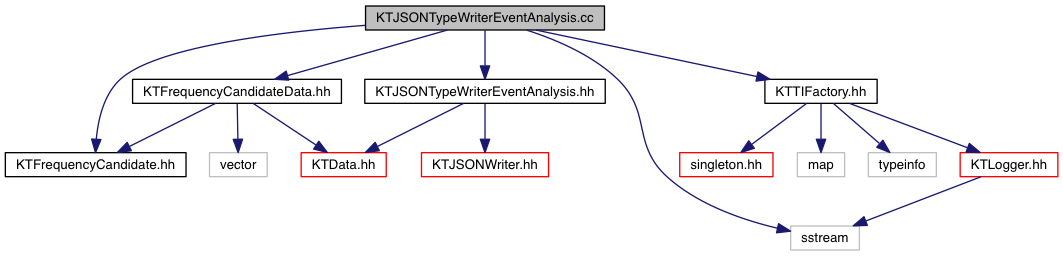 KTJSONTypeWriterEventAnalysis.cc
KTFrequencyCandidateData.hh
KTJSONTypeWriterEventAnalysis.hh
KTTIFactory.hh
KTFrequencyCandidate.hh
vector
KTData.hh
KTJSONWriter.hh
singleton.hh
map
typeinfo
KTLogger.hh
sstream